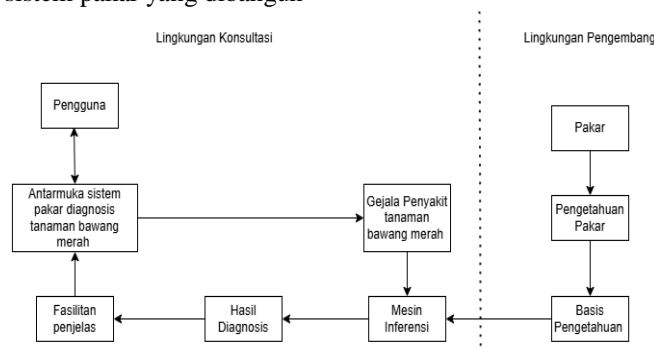 sistem pakar yang dibangun
Lingkungan Konsultasi
Lingkungan Pengembang
Pengguna
Pakar
Antarmuka sistem
pakar diagnosis
tanaman bawang
merah
Gejala Penyakit
tanaman
bawang merah
Pengetahuan
Pakar
Fasilitan
penjelas
Hasil
Diagnosis
Mesin
Inferensi
Basis
Pengetahuan